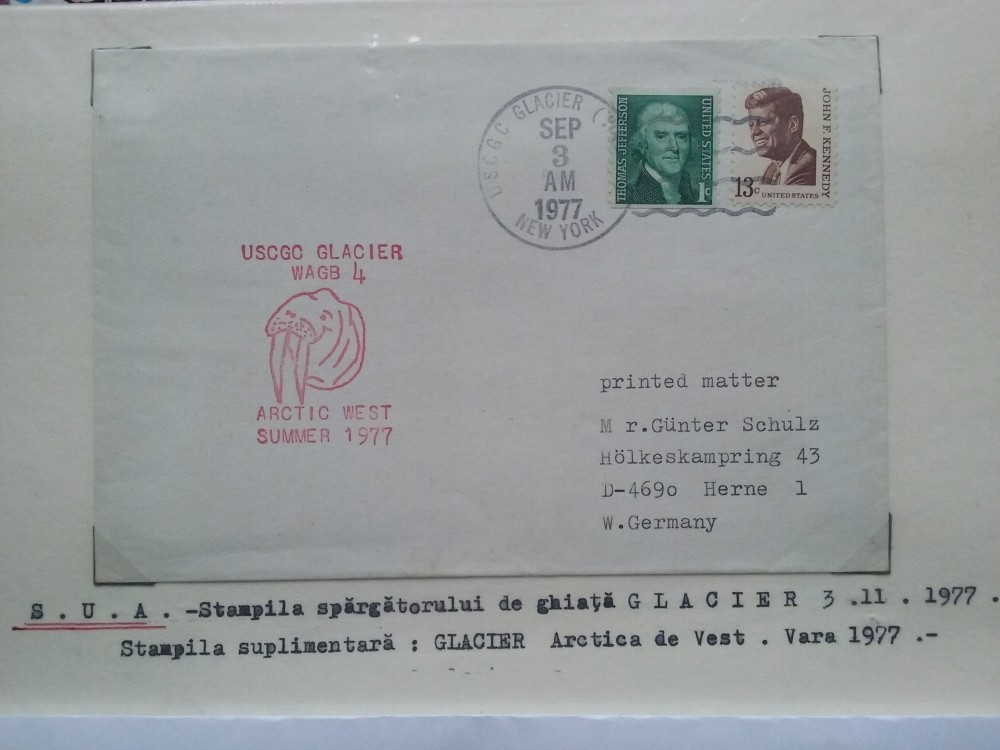 USCGC GLACIER (
SEP
3
AM
1977
NEW YORK
THOMAS JEFFERSON
UNITED STATES
1c
JOHN F. KENNEDY
13c UNITED STATES
USCGC GLACIER
WAGB 4
ARCTIC WEST
SUMMER 1977
printed matter
M r.Günter Schulz
Hölkeskampring 43
D-469o Herne 1
W.Germany
S . U . A . -Stampila spărgătorului de ghiață G L A C I E R 3 .11 . 1977 .
Stampila suplimentară : GLACIER Arctica de Vest . Vara 1977 .-